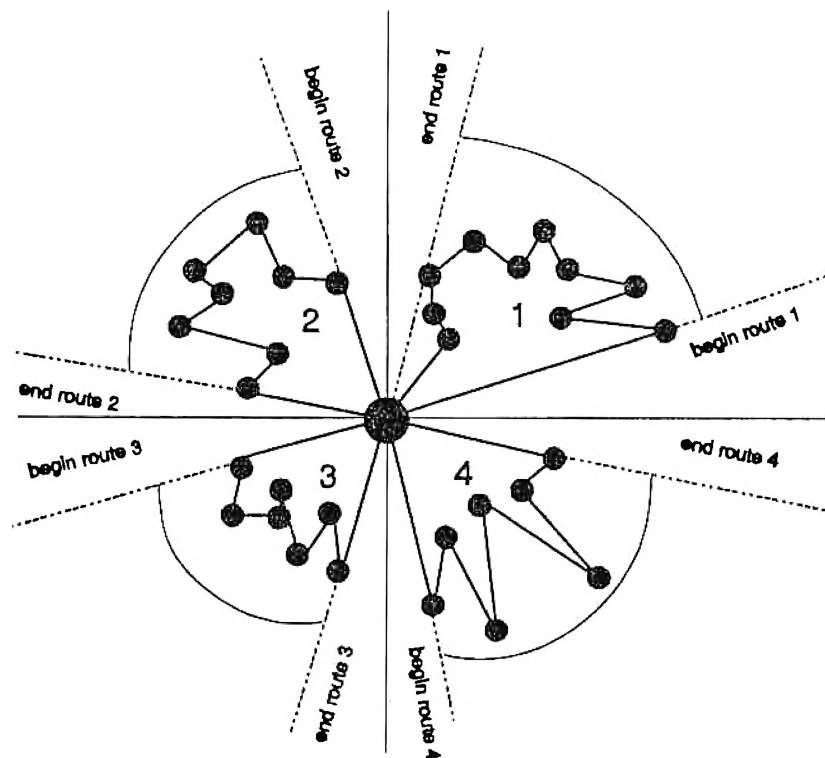 begin route 2
end route 1
2
1
begin route 1
end route 2
begin route 3
end route 4
3
4
end route 3
begin route 4